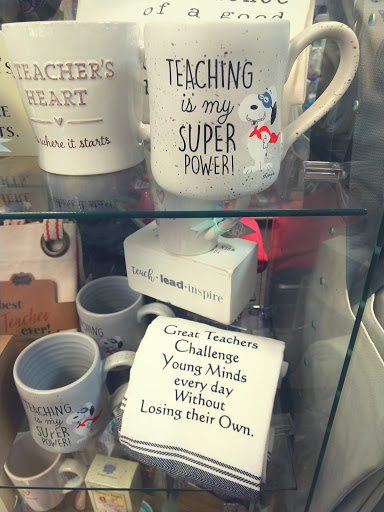 of a good
TEACHER'S
HEART
where it starts
TEACHING
is my
SUPER
POWER!
teach · lead · inspire
best
Teacher
ever!
TEACHING
is my
SUPER
POWER!
Great Teachers
Challenge
Young Minds
every day
Without
Losing their Own.